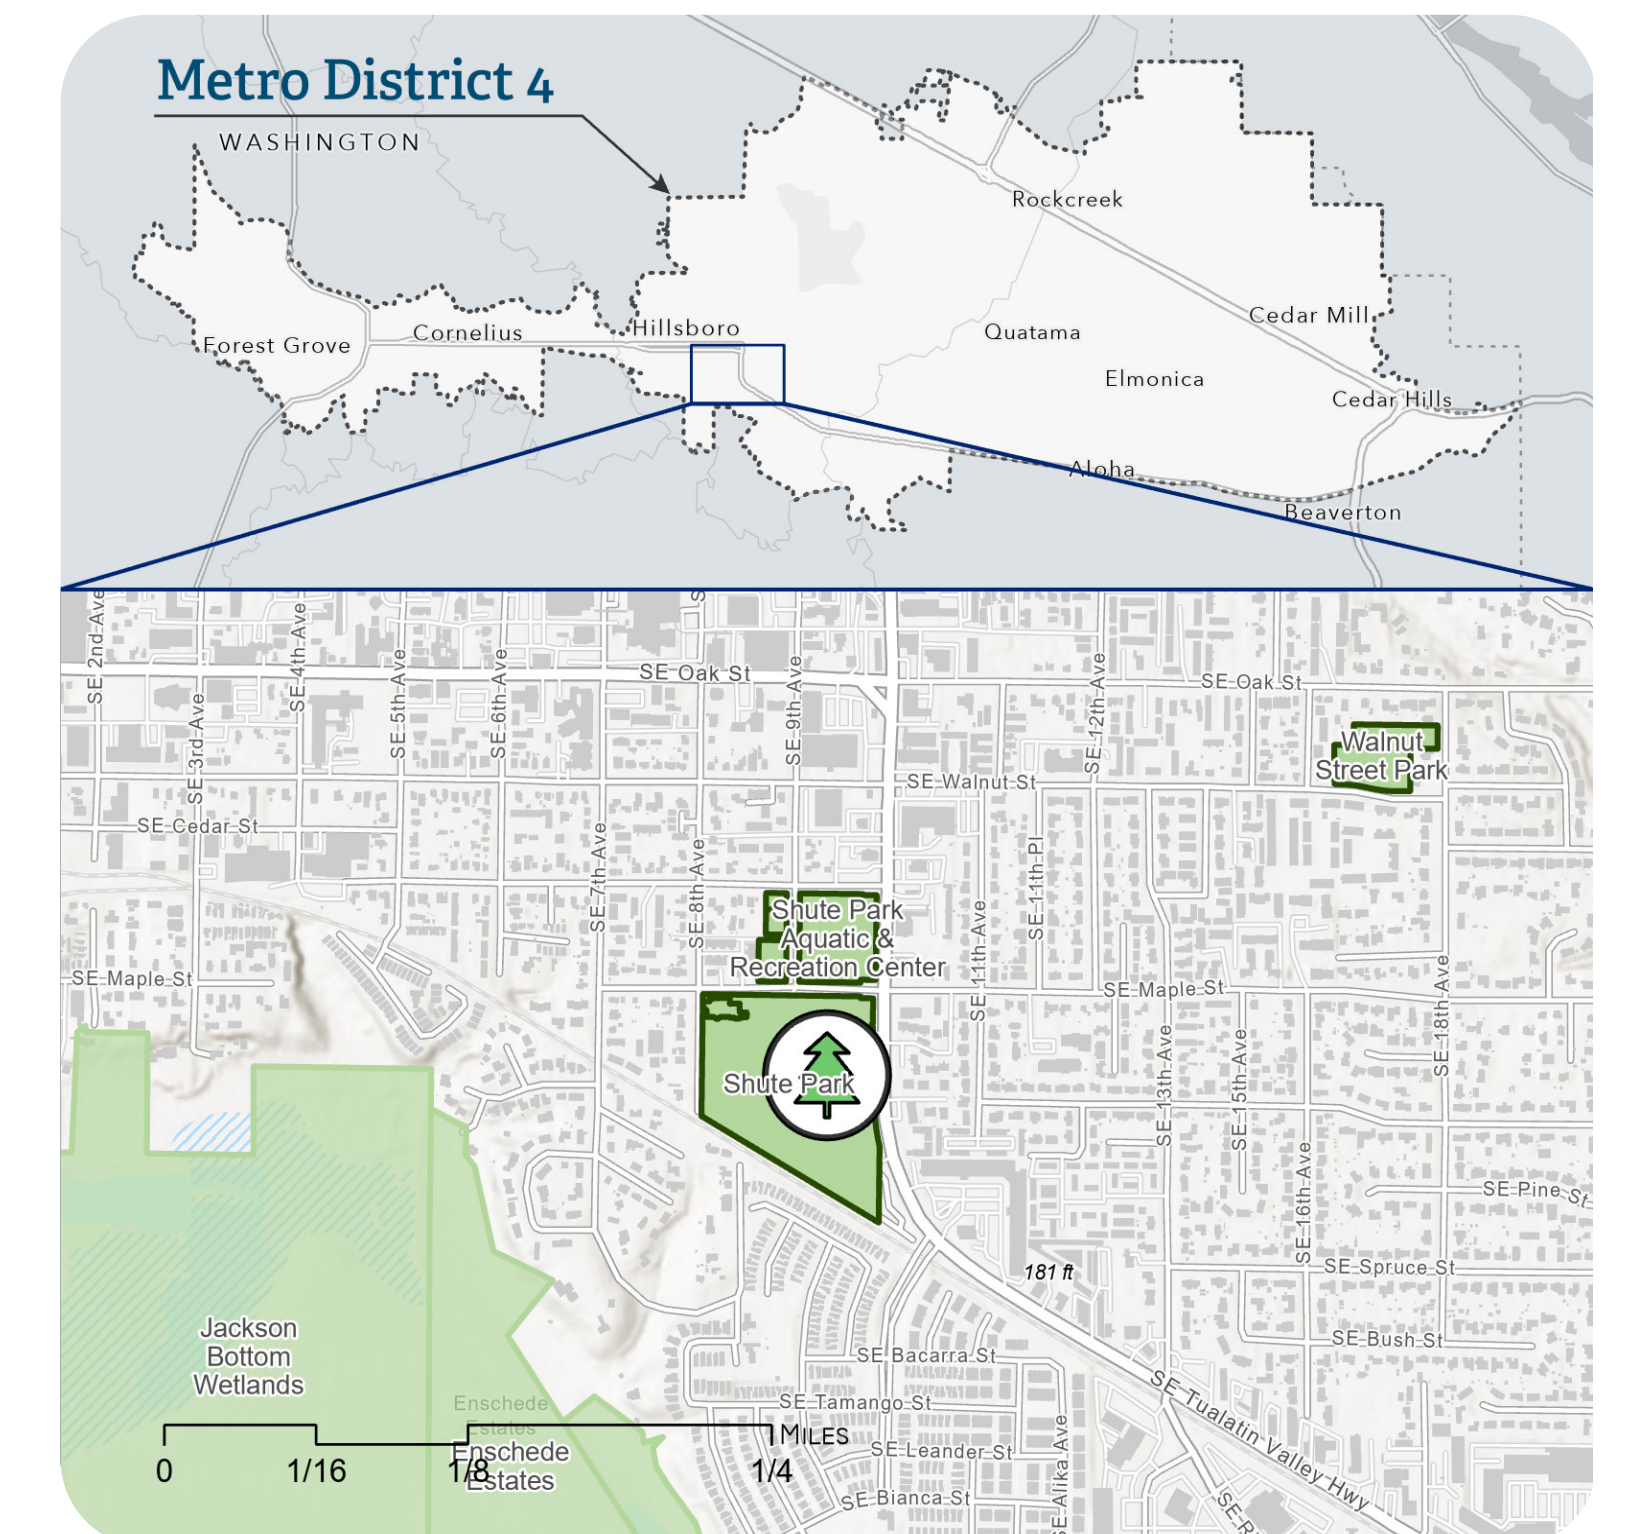 Metro District 4
WASHINGTON
Rockcreek
Cedar Mill
Hillsboro
Cornelius
Quatama
Forest Grove
Elmonica
Cedar Hills
Aloha
Beaverton
SE 2nd Ave
SE 3rd Ave
SE 4th Ave
SE 5th Ave
SE 6th Ave
SE Oak St
SE 9th Ave
SE 12th Ave
SE Oak St
Walnut
Street Park
SE Walnut St
SE Cedar St
SE 7th Ave
SE 8th Ave
SE 11th Pl
SE 11th Ave
Shute Park
Aquatic &
Recreation Center
SE Maple St
SE Maple St
SE 18th Ave
Shute Park
SE 13th Ave
SE 15th Ave
SE 16th Ave
SE Pine St
181 ft
SE Spruce St
Jackson
Bottom
Wetlands
SE Bush St
SE Bacarra St
SE Tamango St
SE Tualatin Valley Hwy
Enschede
Estates
Enschede
Estates
MILES
0
1/16
1/8
1/4
SE Leander St
SE Alika Ave
SE Bianca St